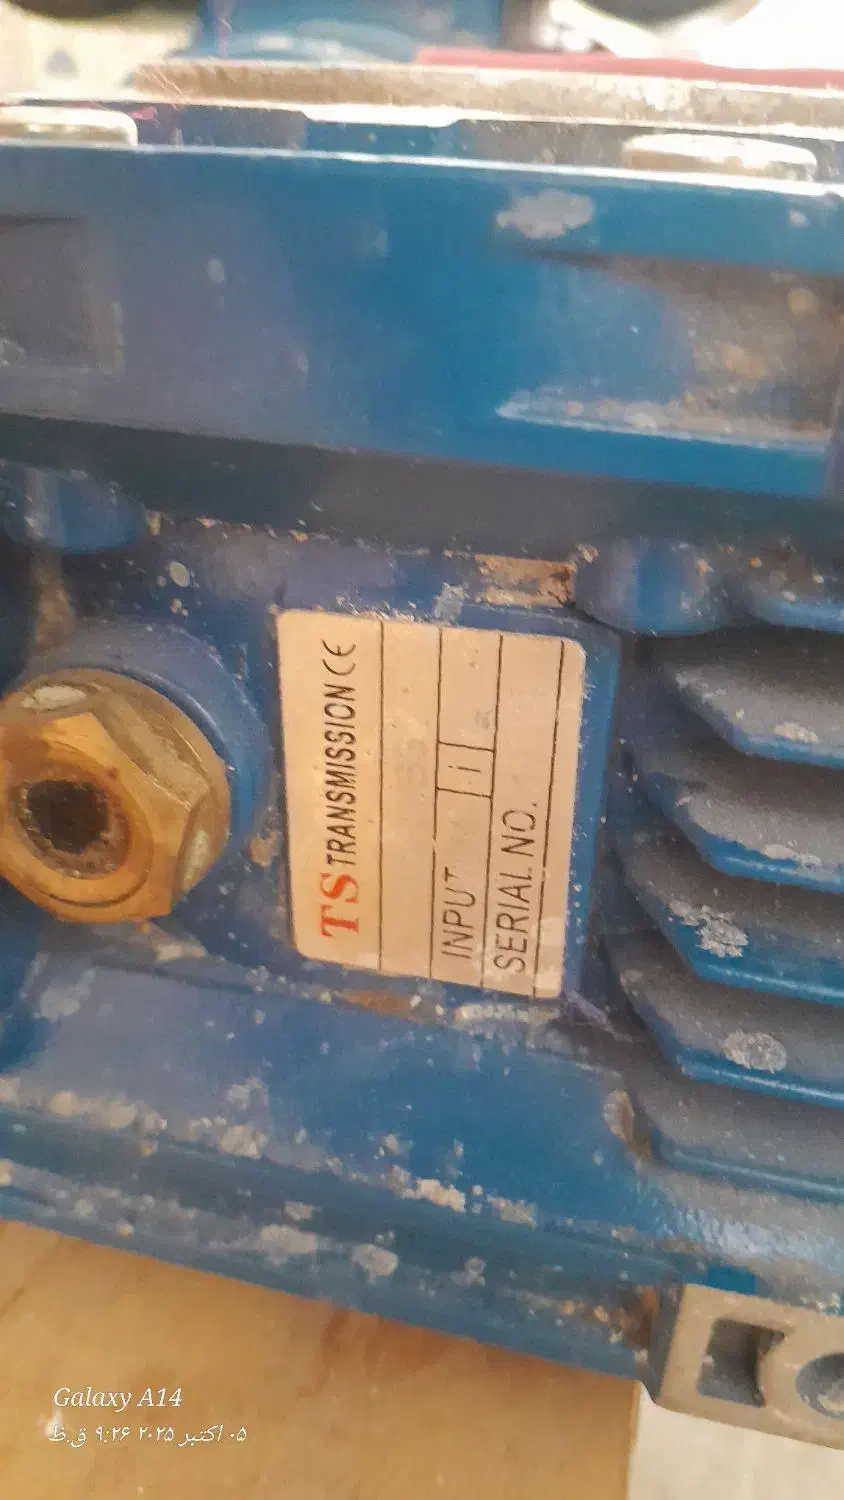 TS TRANSMISSION CE
INPUT i
SERIAL NO.
Galaxy A14
۰۵ اکتبر ۲۰۲۵ ۹:۲۶ ق.ظ